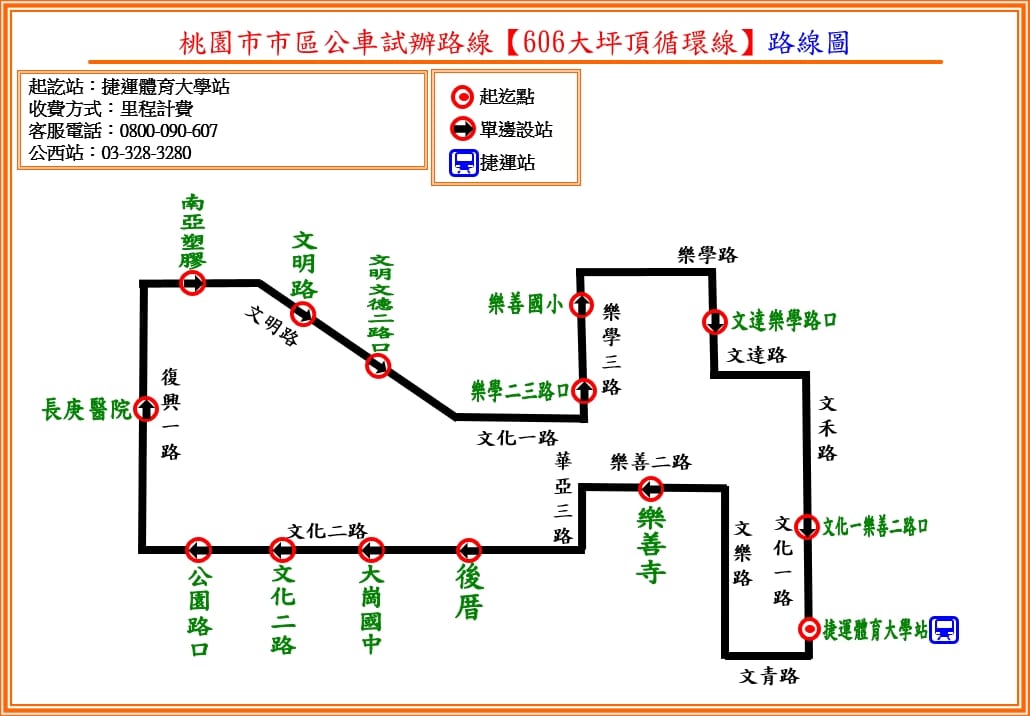 桃園市市區公車試辦路線【606大坪頂循環線】路線圖
起訖站：捷運體育大學站
收費方式：里程計費
客服電話：0800-090-607
公西站：03-328-3280
起迄點
單邊設站
捷運站
南亞塑膠
文明路
文明文德二路口
文明路
樂學路
樂善國小
樂學三路
文達樂學路口
文達路
長庚醫院
復興一路
樂學二三路口
文化一路
文禾路
華亞三路
樂善二路
樂善寺
文樂路
文化一路
文化一樂善二路口
文化二路
公園路口
文化二路
大崗國中
後厝
捷運體育大學站
文青路